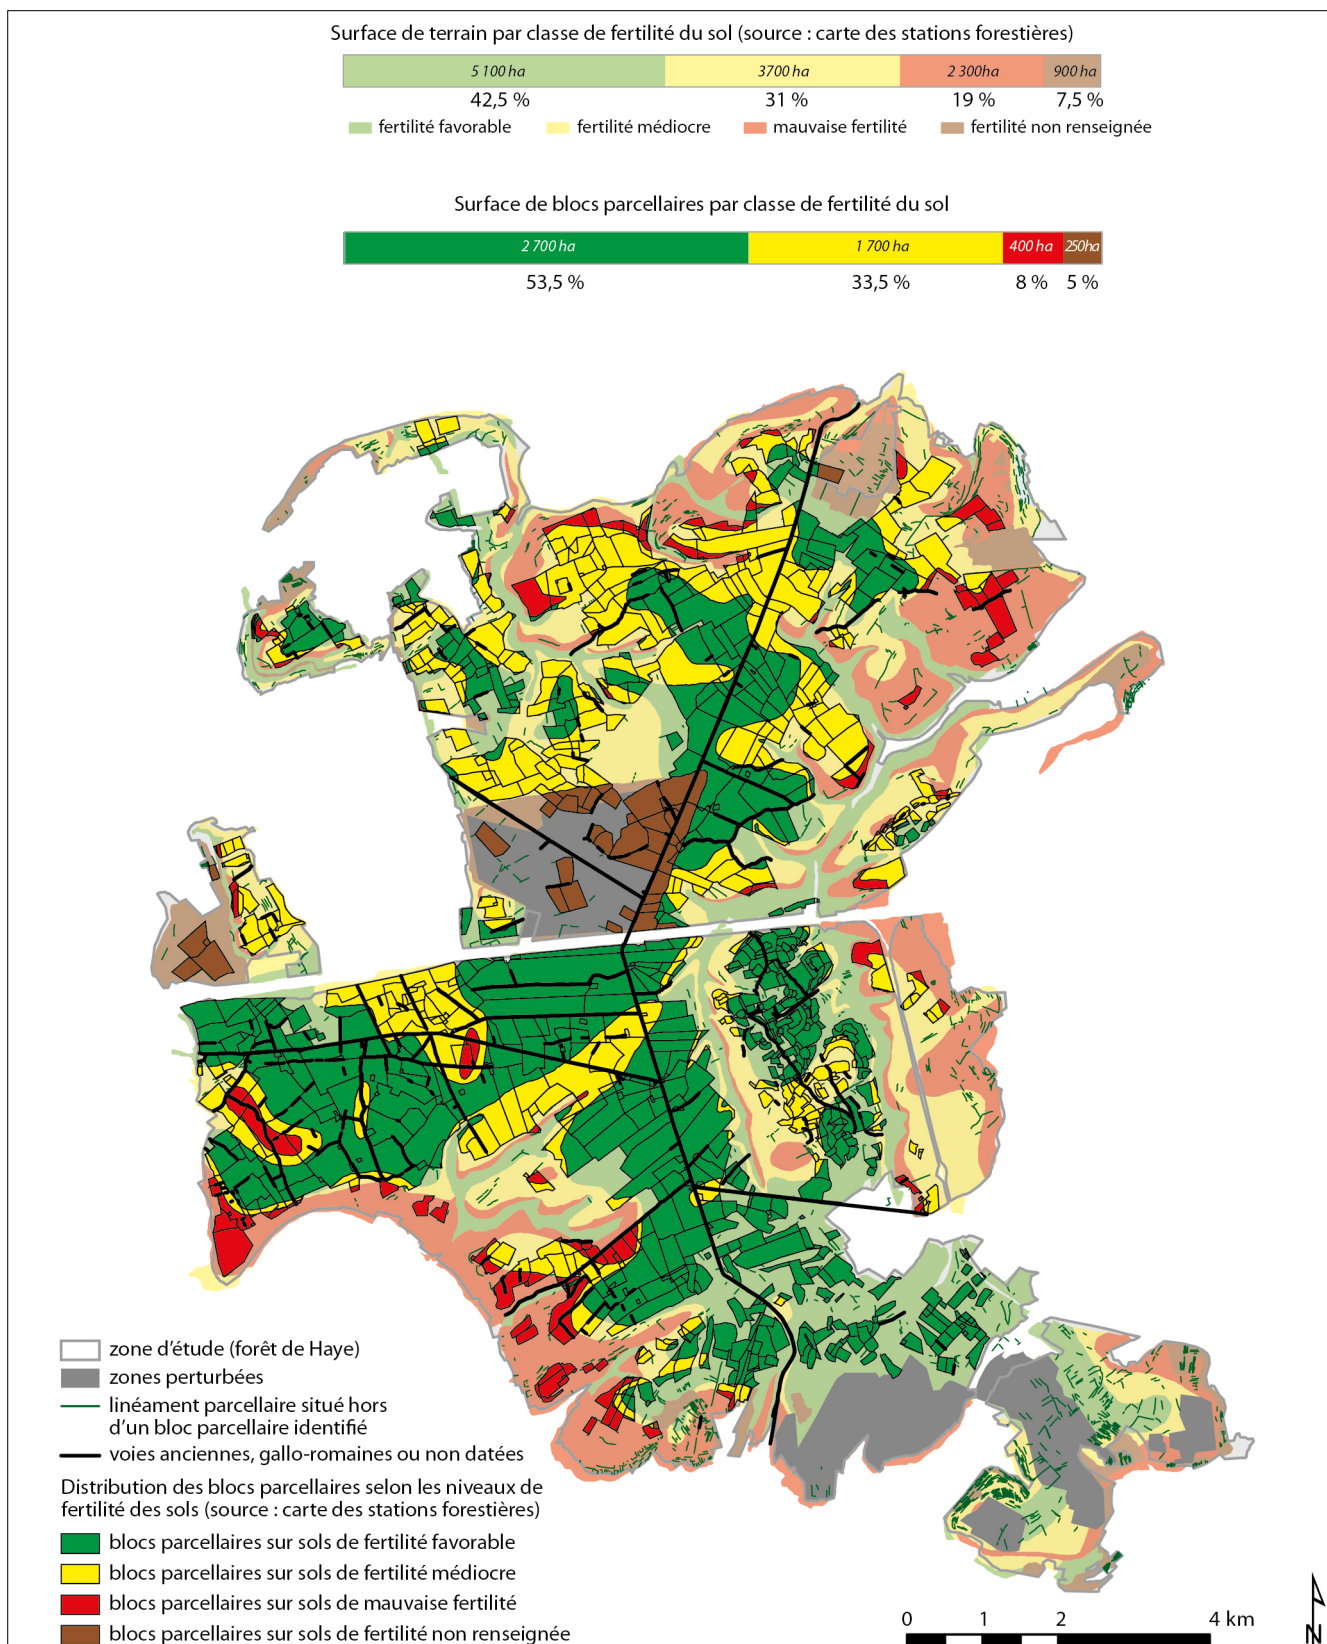 Surface de terrain par classe de fertilité du sol (source : carte des stations forestières)
5 100 ha 3700 ha 2 300ha 900 ha
42,5 % 31 % 19 % 7,5 %
fertilité favorable fertilité médiocre mauvaise fertilité fertilité non renseignée
Surface de blocs parcellaires par classe de fertilité du sol
2 700 ha 1 700 ha 400 ha 250ha
53,5 % 33,5 % 8 % 5 %
zone d'étude (forêt de Haye)
zones perturbées
linéament parcellaire situé hors
d'un bloc parcellaire identifié
voies anciennes, gallo-romaines ou non datées
Distribution des blocs parcellaires selon les niveaux de
fertilité des sols (source : carte des stations forestières)
blocs parcellaires sur sols de fertilité favorable
blocs parcellaires sur sols de fertilité médiocre
blocs parcellaires sur sols de mauvaise fertilité
blocs parcellaires sur sols de fertilité non renseignée
0 1 2 4 km
N